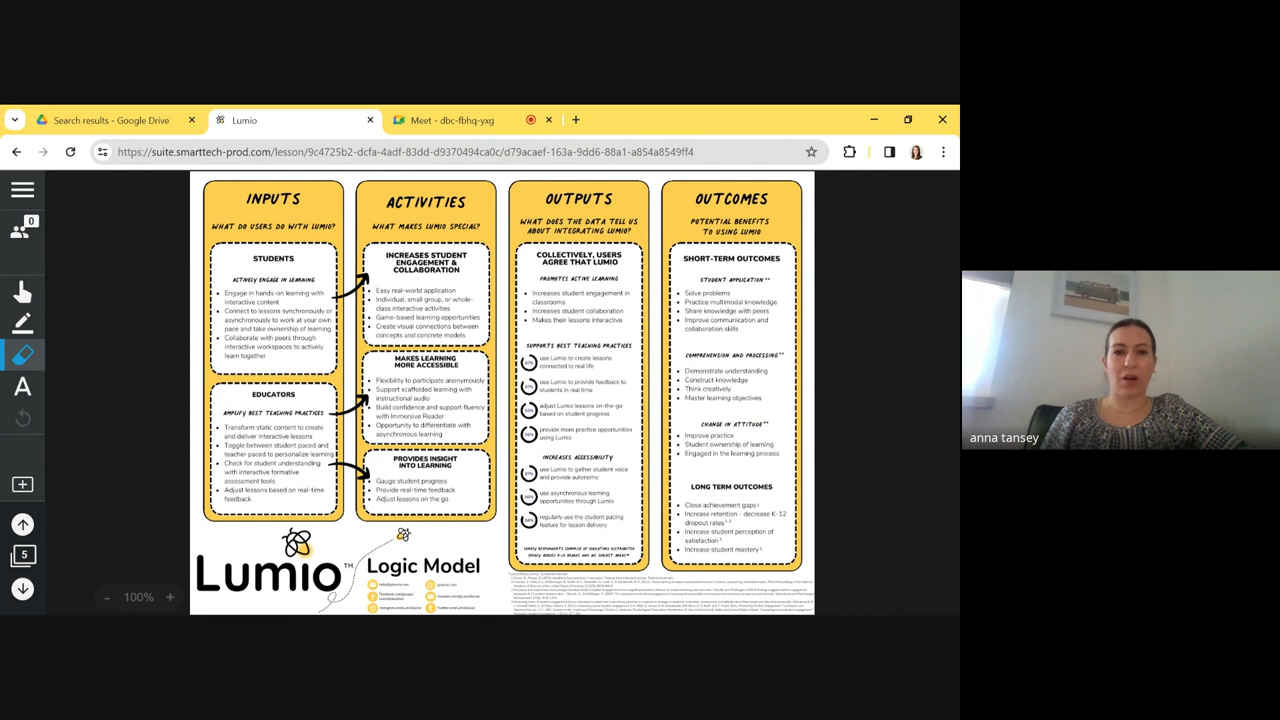 Search results - Google Drive
Lumio
Meet - dbc-fbhq-yxg
https://suite.smarttech-prod.com/lesson/9c4725b2-dcfa-4adf-83dd-d9370494ca0c/d79acaef-163a-9dd6-88a1-a854a8549ff4
0
A
5
- 100% +
INPUTS
WHAT DO USERS DO WITH LUMIO?
STUDENTS
ACTIVELY ENGAGE IN LEARNING
• Engage in hands-on learning with
interactive content
• Connect to lessons synchronously or
asynchronously to work at your own
pace and take ownership of learning
• Collaborate with peers through
interactive workspaces to actively
learn together
EDUCATORS
AMPLIFY BEST TEACHING PRACTICES
• Transform static content to create
and deliver interactive lessons
• Toggle between student paced and
teacher paced to personalize learning
• Check for student understanding
with interactive formative
assessment tools
• Adjust lessons based on real-time
feedback
ACTIVITIES
WHAT MAKES LUMIO SPECIAL?
INCREASES STUDENT
ENGAGEMENT &
COLLABORATION
• Easy real-world application
• Individual, small group, or whole-
class interactive activities
• Game-based learning opportunities
• Create visual connections between
concepts and concrete models
MAKES LEARNING
MORE ACCESSIBLE
• Flexibility to participate anonymously
• Support scaffolded learning with
instructional audio
• Build confidence and support fluency
with Immersive Reader
• Opportunity to differentiate with
asynchronous learning
PROVIDES INSIGHT
INTO LEARNING
• Gauge student progress
• Provide real-time feedback
• Adjust lessons on the go
OUTPUTS
WHAT DOES THE DATA TELL US
ABOUT INTEGRATING LUMIO?
COLLECTIVELY, USERS
AGREE THAT LUMIO
PROMOTES ACTIVE LEARNING
• Increases student engagement in
classrooms
• Increases student collaboration
• Makes their lessons interactive
SUPPORTS BEST TEACHING PRACTICES
use Lumio to create lessons
connected to real life
use Lumio to provide feedback to
students in real time
adjust Lumio lessons on-the-go
based on student progress
provide more practice opportunities
using Lumio
INCREASES ACCESSIBILITY
use Lumio to gather student voice
and provide autonomy
use asynchronous learning
opportunities through Lumio
regularly use the student pacing
feature for lesson delivery
OUTCOMES
POTENTIAL BENEFITS
TO USING LUMIO
SHORT-TERM OUTCOMES
STUDENT APPLICATION
• Solve problems
• Practice multimodal knowledge
• Share knowledge with peers
• Improve communication and
collaboration skills
COMPREHENSION AND PROCESSING
• Demonstrate understanding
• Construct knowledge
• Think creatively
• Master learning objectives
CHANGE IN ATTITUDE
• Improve practice
• Student ownership of learning
• Engaged in the learning process
LONG TERM OUTCOMES
• Close achievement gaps
• Increase retention - decrease K-12
dropout rates
• Increase student perception of
satisfaction
• Increase student mastery
Lumio™
Logic Model
anna tansey